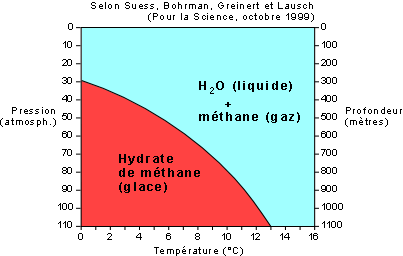 Selon Suess, Bohrman, Greinert et Lausch
(Pour la Science, octobre 1999)
0
10
20
30
40
50
60
70
80
90
100
110
Pression
(atmosph.)
H2O (liquide)
+
méthane (gaz)
Hydrate
de méthane
(glace)
0
100
200
300
400
500
600
700
800
900
1000
1100
Profondeur
(mètres)
0 2 4 6 8 10 12 14 16
Température (°C)